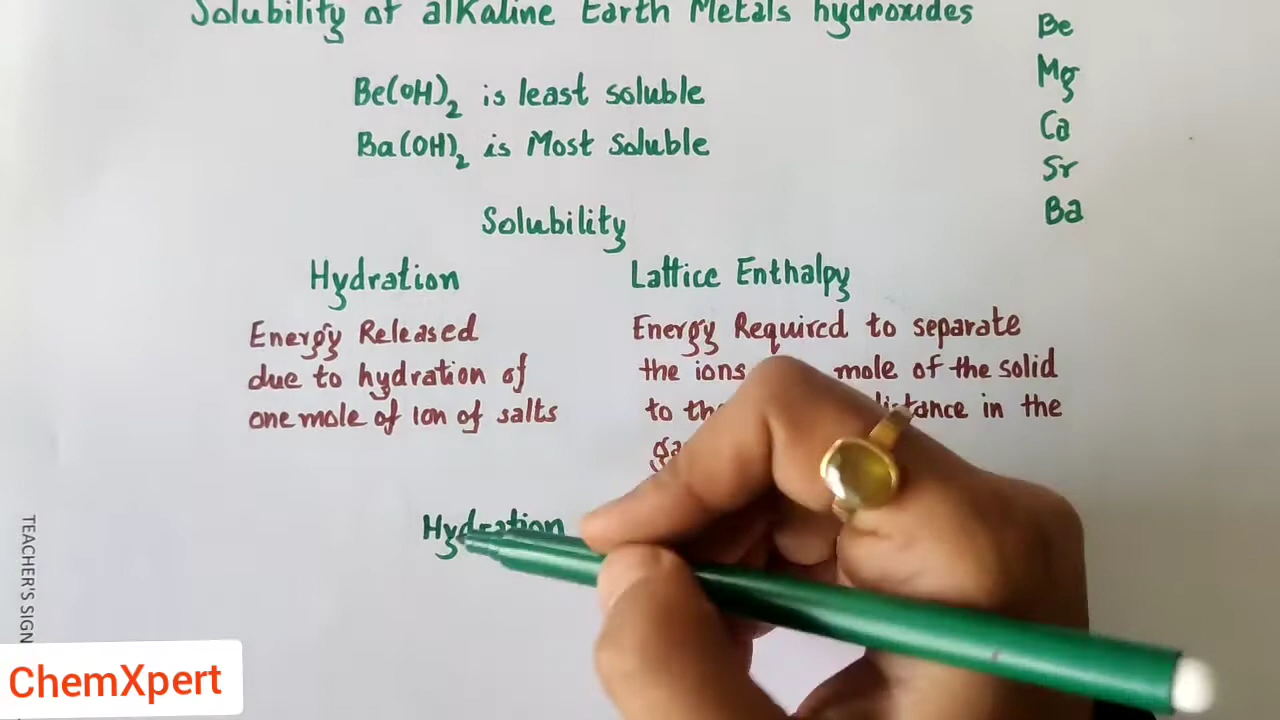 Solubility of alkaline Earth Metals hydroxides
Be(OH)₂ is least soluble
Ba(OH)₂ is Most Soluble
Be
Mg
Ca
Sr
Ba
Solubility
Hydration
Energy Released
due to hydration of
one mole of Ion of salts
Lattice Enthalpy
Energy Required to separate
the ions mole of the solid
to distance in the
Hydration
TEACHER'S SIGN
ChemXpert